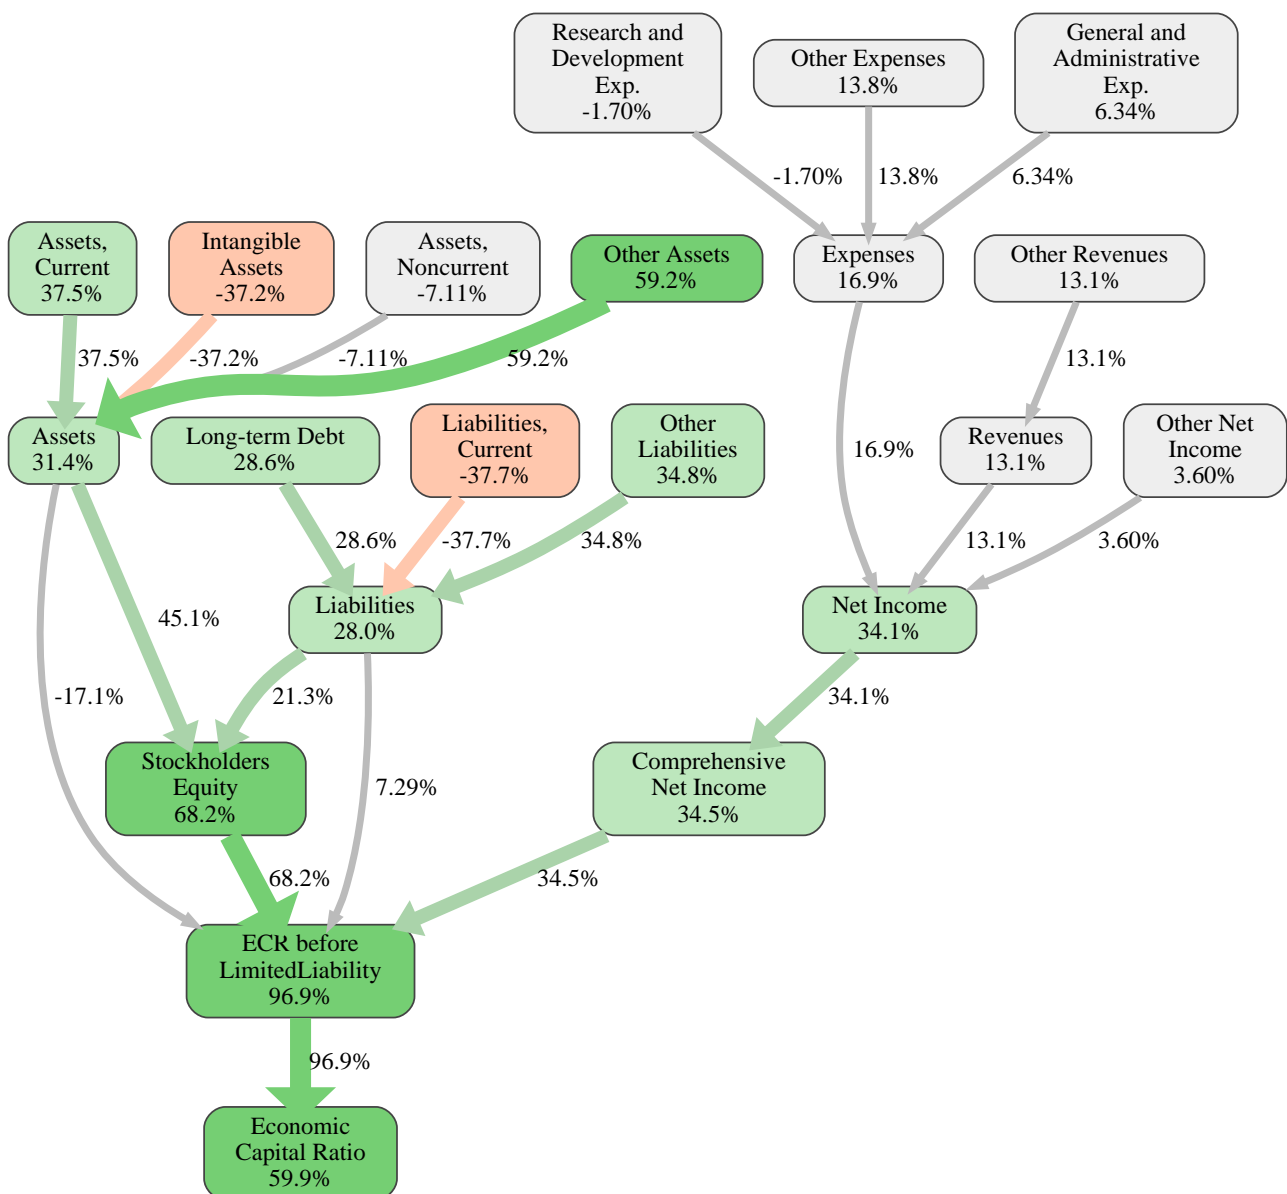 Research and
Development
Exp.
-1.70%
Other Expenses
13.8%
General and
Administrative
Exp.
6.34%
-1.70%
13.8%
6.34%
Assets,
Current
37.5%
Intangible
Assets
-37.2%
Assets,
Noncurrent
-7.11%
Other Assets
59.2%
Expenses
16.9%
Other Revenues
13.1%
37.5%
-37.2%
-7.11%
59.2%
13.1%
Assets
31.4%
Long-term Debt
28.6%
Liabilities,
Current
-37.7%
Other
Liabilities
34.8%
16.9%
Revenues
13.1%
Other Net
Income
3.60%
28.6%
-37.7%
34.8%
13.1%
3.60%
45.1%
Liabilities
28.0%
Net Income
34.1%
-17.1%
21.3%
34.1%
Stockholders
Equity
68.2%
7.29%
Comprehensive
Net Income
34.5%
68.2%
34.5%
ECR before
LimitedLiability
96.9%
96.9%
Economic
Capital Ratio
59.9%